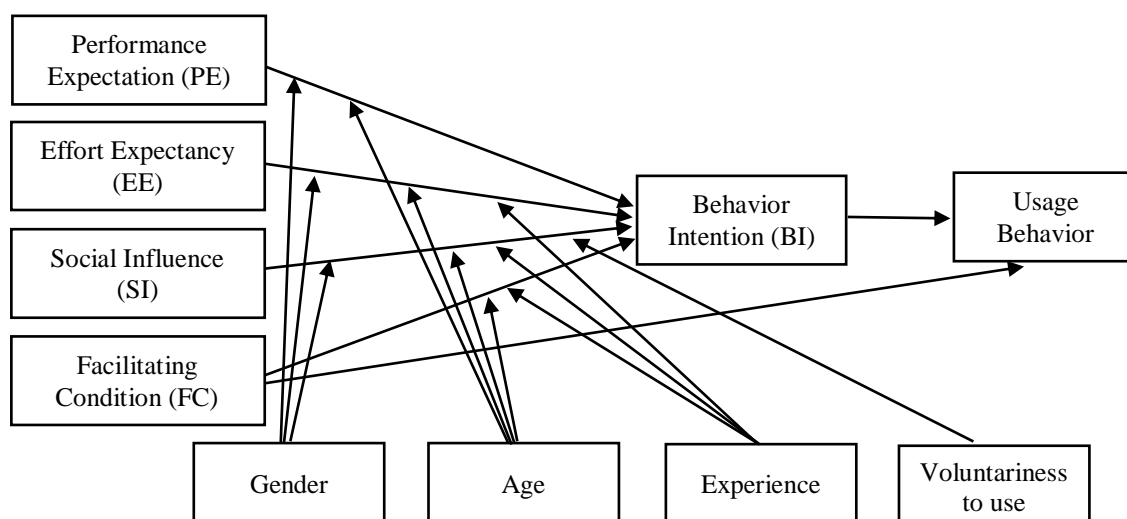 Performance
Expectation (PE)
Effort Expectancy
(EE)
Social Influence
(SI)
Facilitating
Condition (FC)
Behavior
Intention (BI)
Usage
Behavior
Gender
Age
Experience
Voluntariness
to use